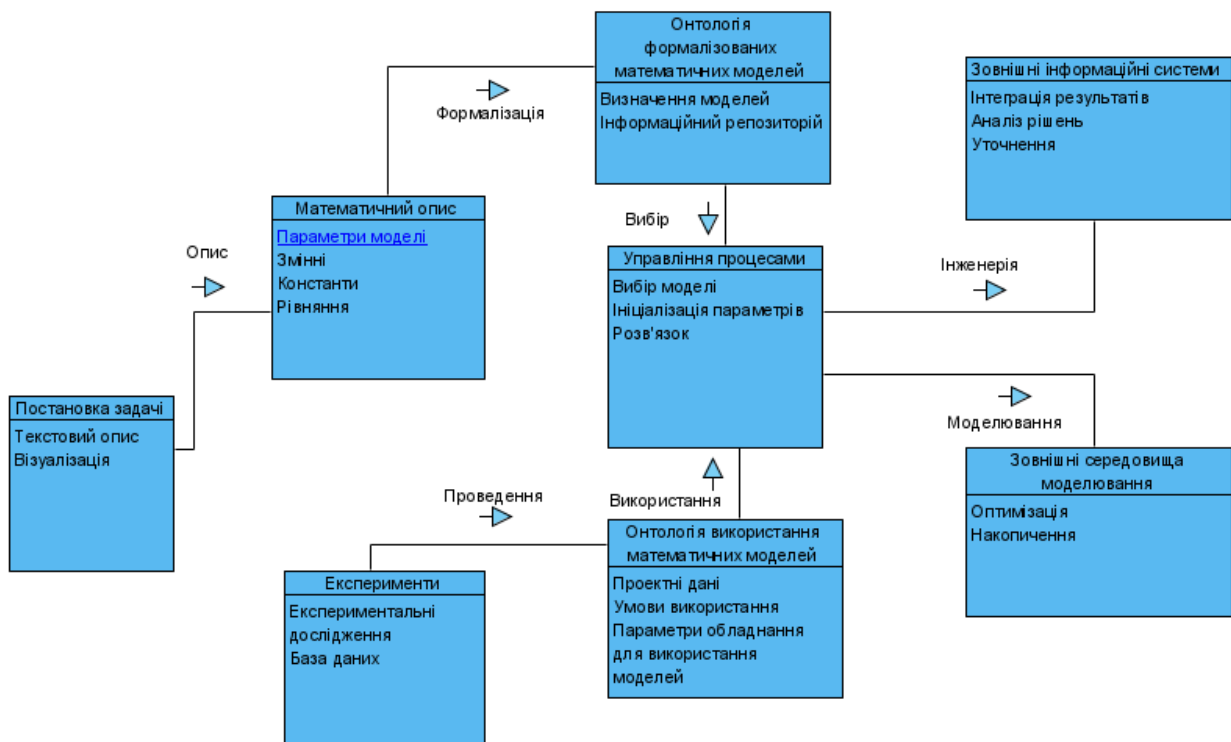 Онтологія
формалізованих
математичних моделей
Визначення моделей
Інформаційний репозиторій
Зовнішні інформаційні системи
Інтеграція результатів
Аналіз рішень
Уточнення
Формалізація
Математичний опис
Параметри моделі
Змінні
Константи
Рівняння
Опис
Вибір
Управління процесами
Вибір моделі
Ініціалізація параметрів
Розв'язок
Інженерія
Постановка задачі
Текстовий опис
Візуалізація
Моделювання
Зовнішні середовища
моделювання
Оптимізація
Накопичення
Проведення
Використання
Онтологія використання
математичних моделей
Проектні дані
Умови використання
Параметри обладнання
для використання
моделей
Експерименти
Експериментальні
дослідження
База даних